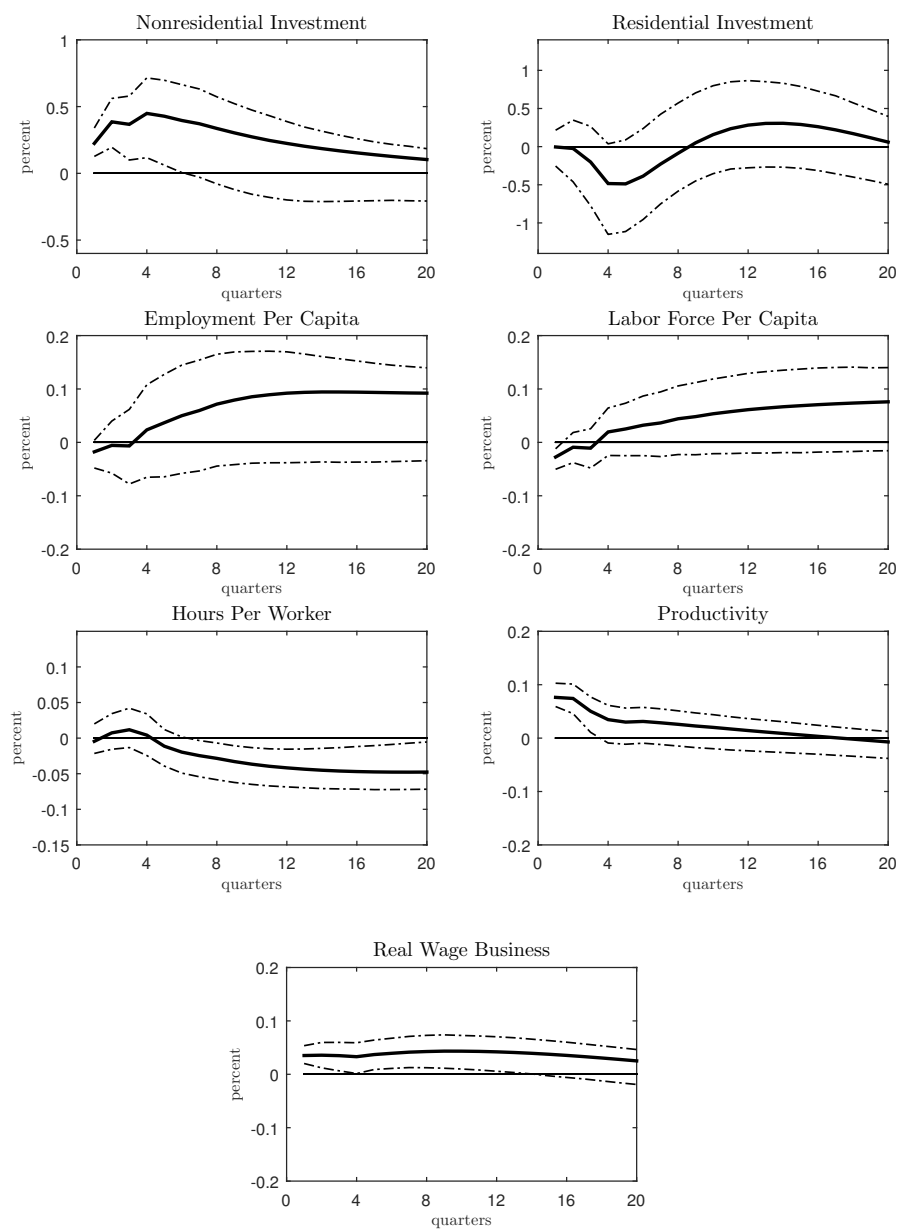 Nonresidential Investment
1
0.5
0
-0.5
percent
0 4 8 12 16 20
quarters
Residential Investment
1
0.5
0
-0.5
-1
percent
0 4 8 12 16 20
quarters
Employment Per Capita
0.2
0.1
0
-0.1
-0.2
percent
0 4 8 12 16 20
quarters
Labor Force Per Capita
0.2
0.1
0
-0.1
-0.2
percent
0 4 8 12 16 20
quarters
Hours Per Worker
0.1
0.05
0
-0.05
-0.1
-0.15
percent
0 4 8 12 16 20
quarters
Productivity
0.2
0.1
0
-0.1
-0.2
percent
0 4 8 12 16 20
quarters
Real Wage Business
0.2
0.1
0
-0.1
-0.2
percent
0 4 8 12 16 20
quarters